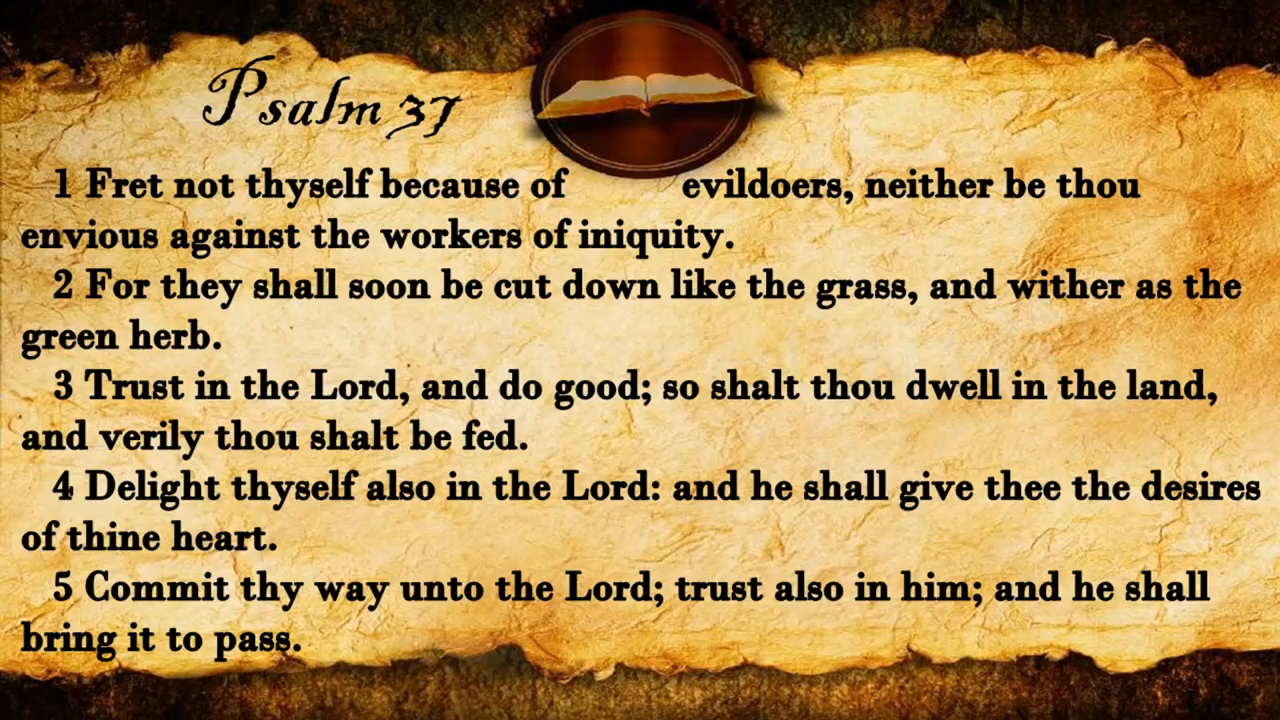 Psalm 37
1 Fret not thyself because of evildoers, neither be thou
envious against the workers of iniquity.
2 For they shall soon be cut down like the grass, and wither as the
green herb.
3 Trust in the Lord, and do good; so shalt thou dwell in the land,
and verily thou shalt be fed.
4 Delight thyself also in the Lord: and he shall give thee the desires
of thine heart.
5 Commit thy way unto the Lord; trust also in him; and he shall
bring it to pass.